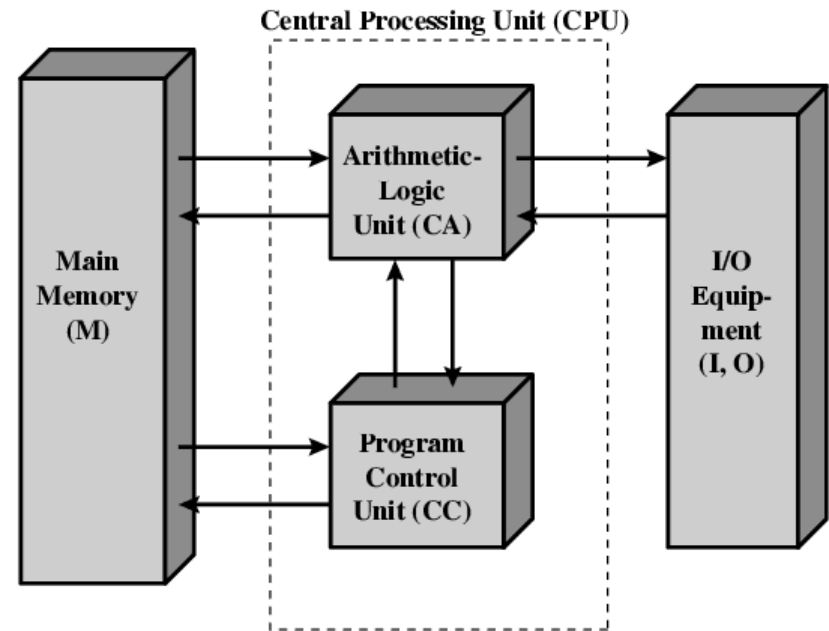 Central Processing Unit (CPU)
Arithmetic-
Logic
Unit (CA)
Main
Memory
(M)
I/O
Equip-
ment
(I, O)
Program
Control
Unit (CC)